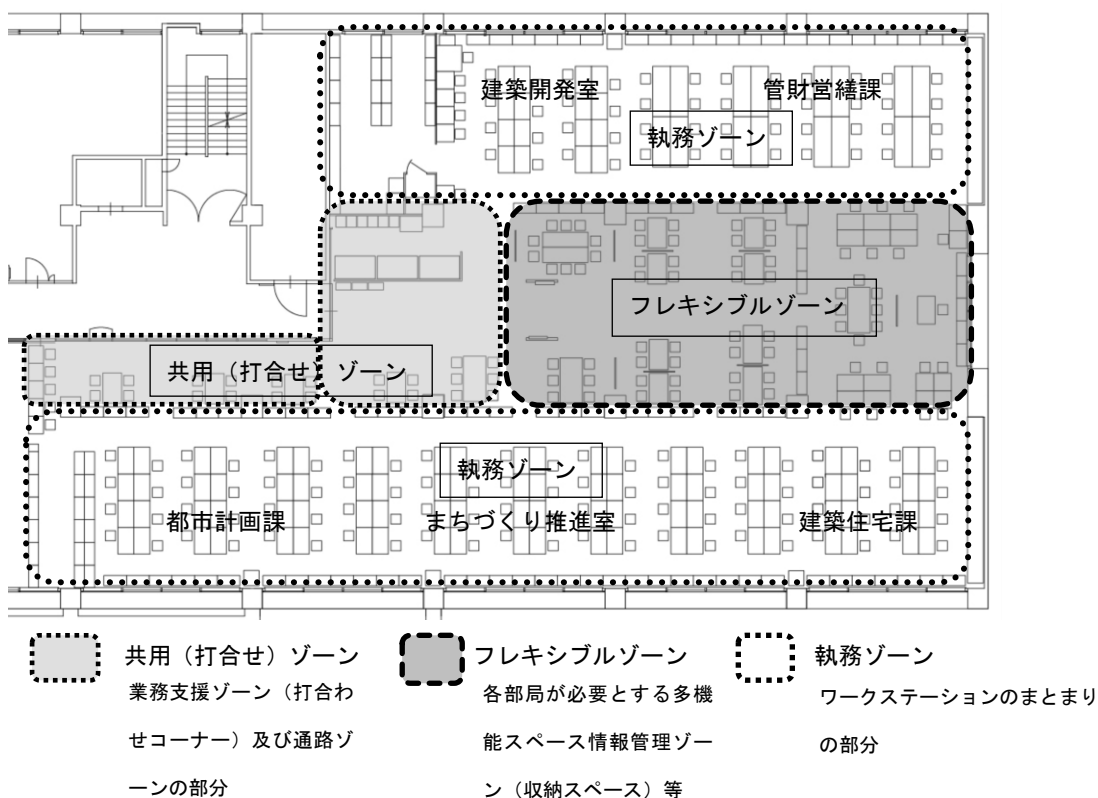 建築開発室
管財営繕課
執務ゾーン
フレキシブルゾーン
共用（打合せ）ゾーン
執務ゾーン
都市計画課
まちづくり推進室
建築住宅課
共用（打合せ）ゾーン
業務支援ゾーン（打合わ
せコーナー）及び通路ゾ
ーンの部分
フレキシブルゾーン
各部局が必要とする多機
能スペース情報管理ゾー
ン（収納スペース）等
執務ゾーン
ワークステーションのまとまり
の部分